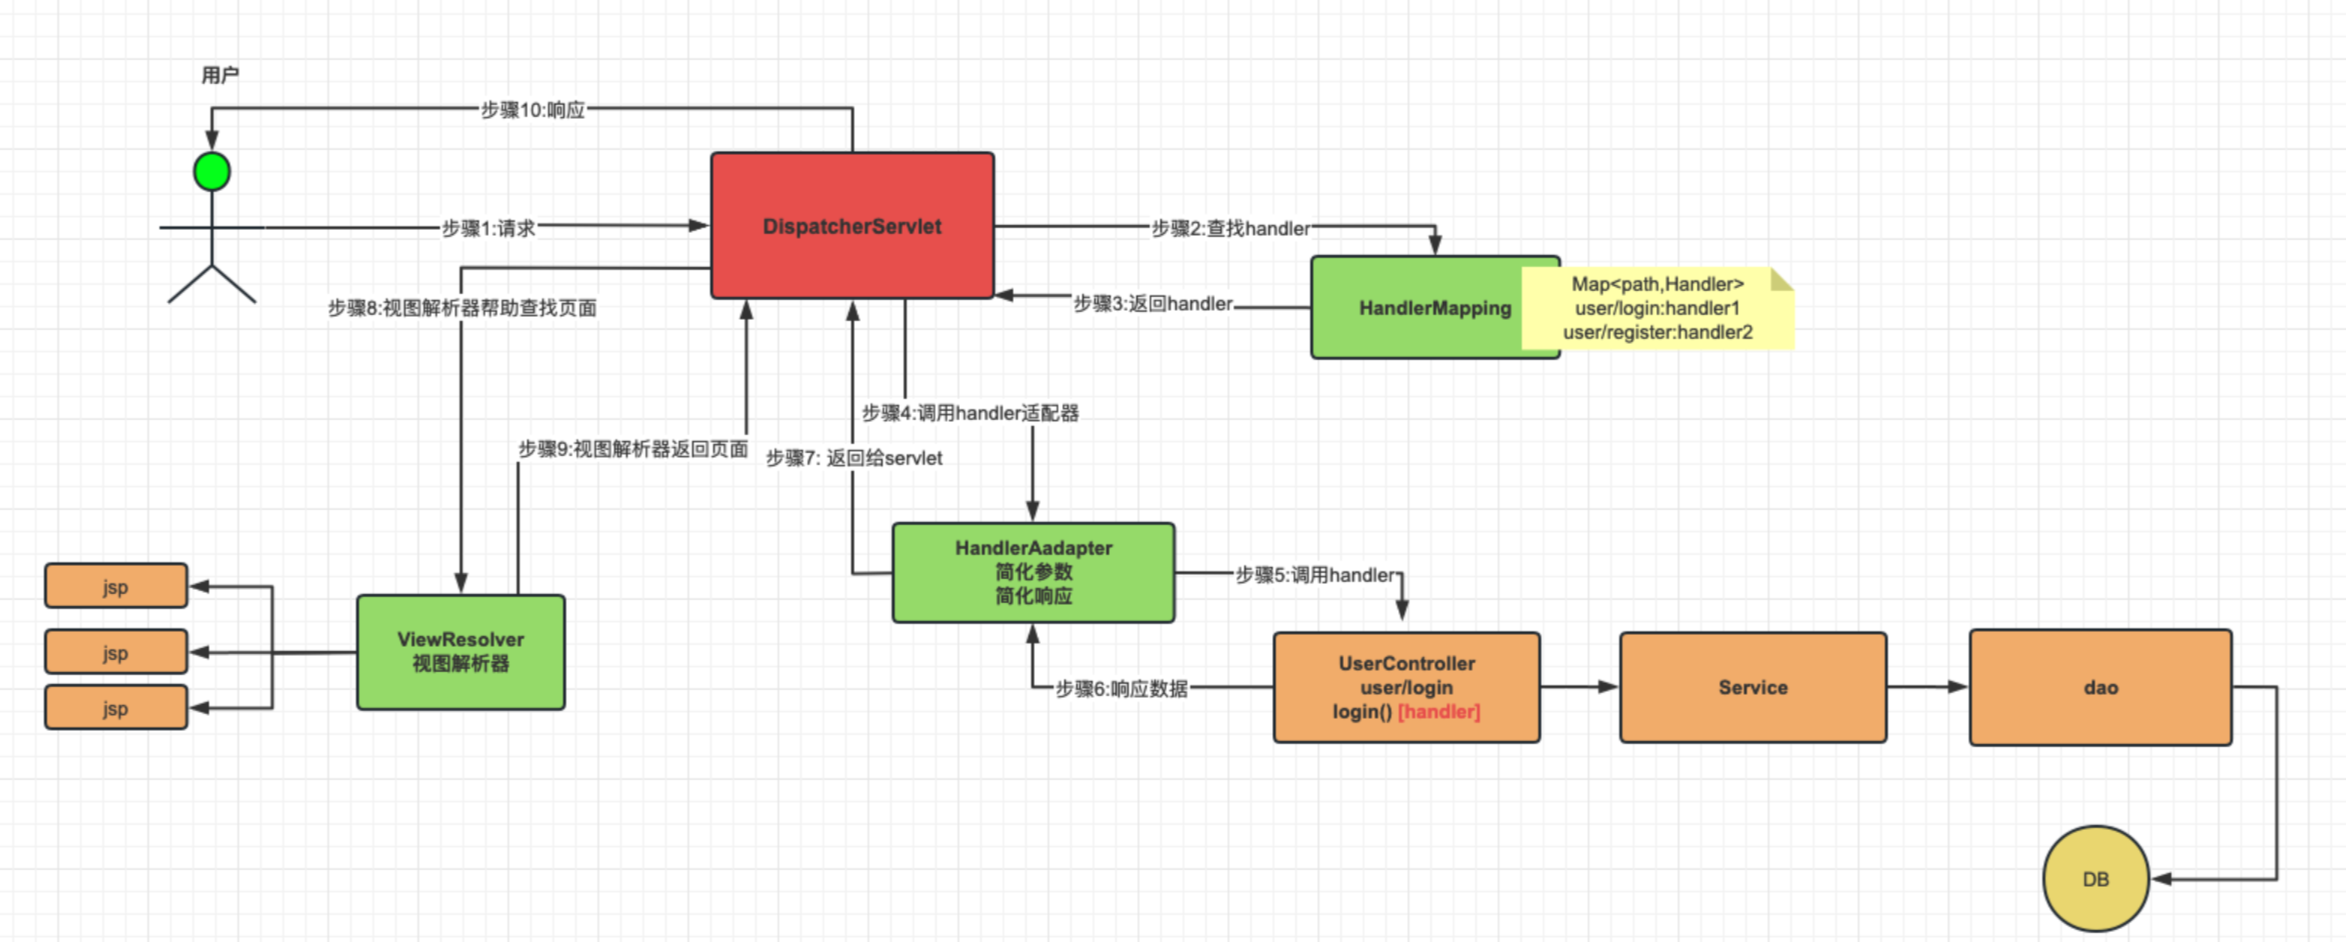 用户
步骤10:响应
步骤1:请求
DispatcherServlet
步骤2:查找handler
步骤3:返回handler
HandlerMapping
Map<path,Handler>
user/login:handler1
user/register:handler2
步骤8:视图解析器帮助查找页面
步骤4:调用handler适配器
步骤9:视图解析器返回页面
步骤7: 返回给servlet
HandlerAadapter
简化参数
简化响应
步骤5:调用handler
jsp
jsp
jsp
ViewResolver
视图解析器
步骤6:响应数据
UserController
user/login
login() [handler]
Service
dao
DB